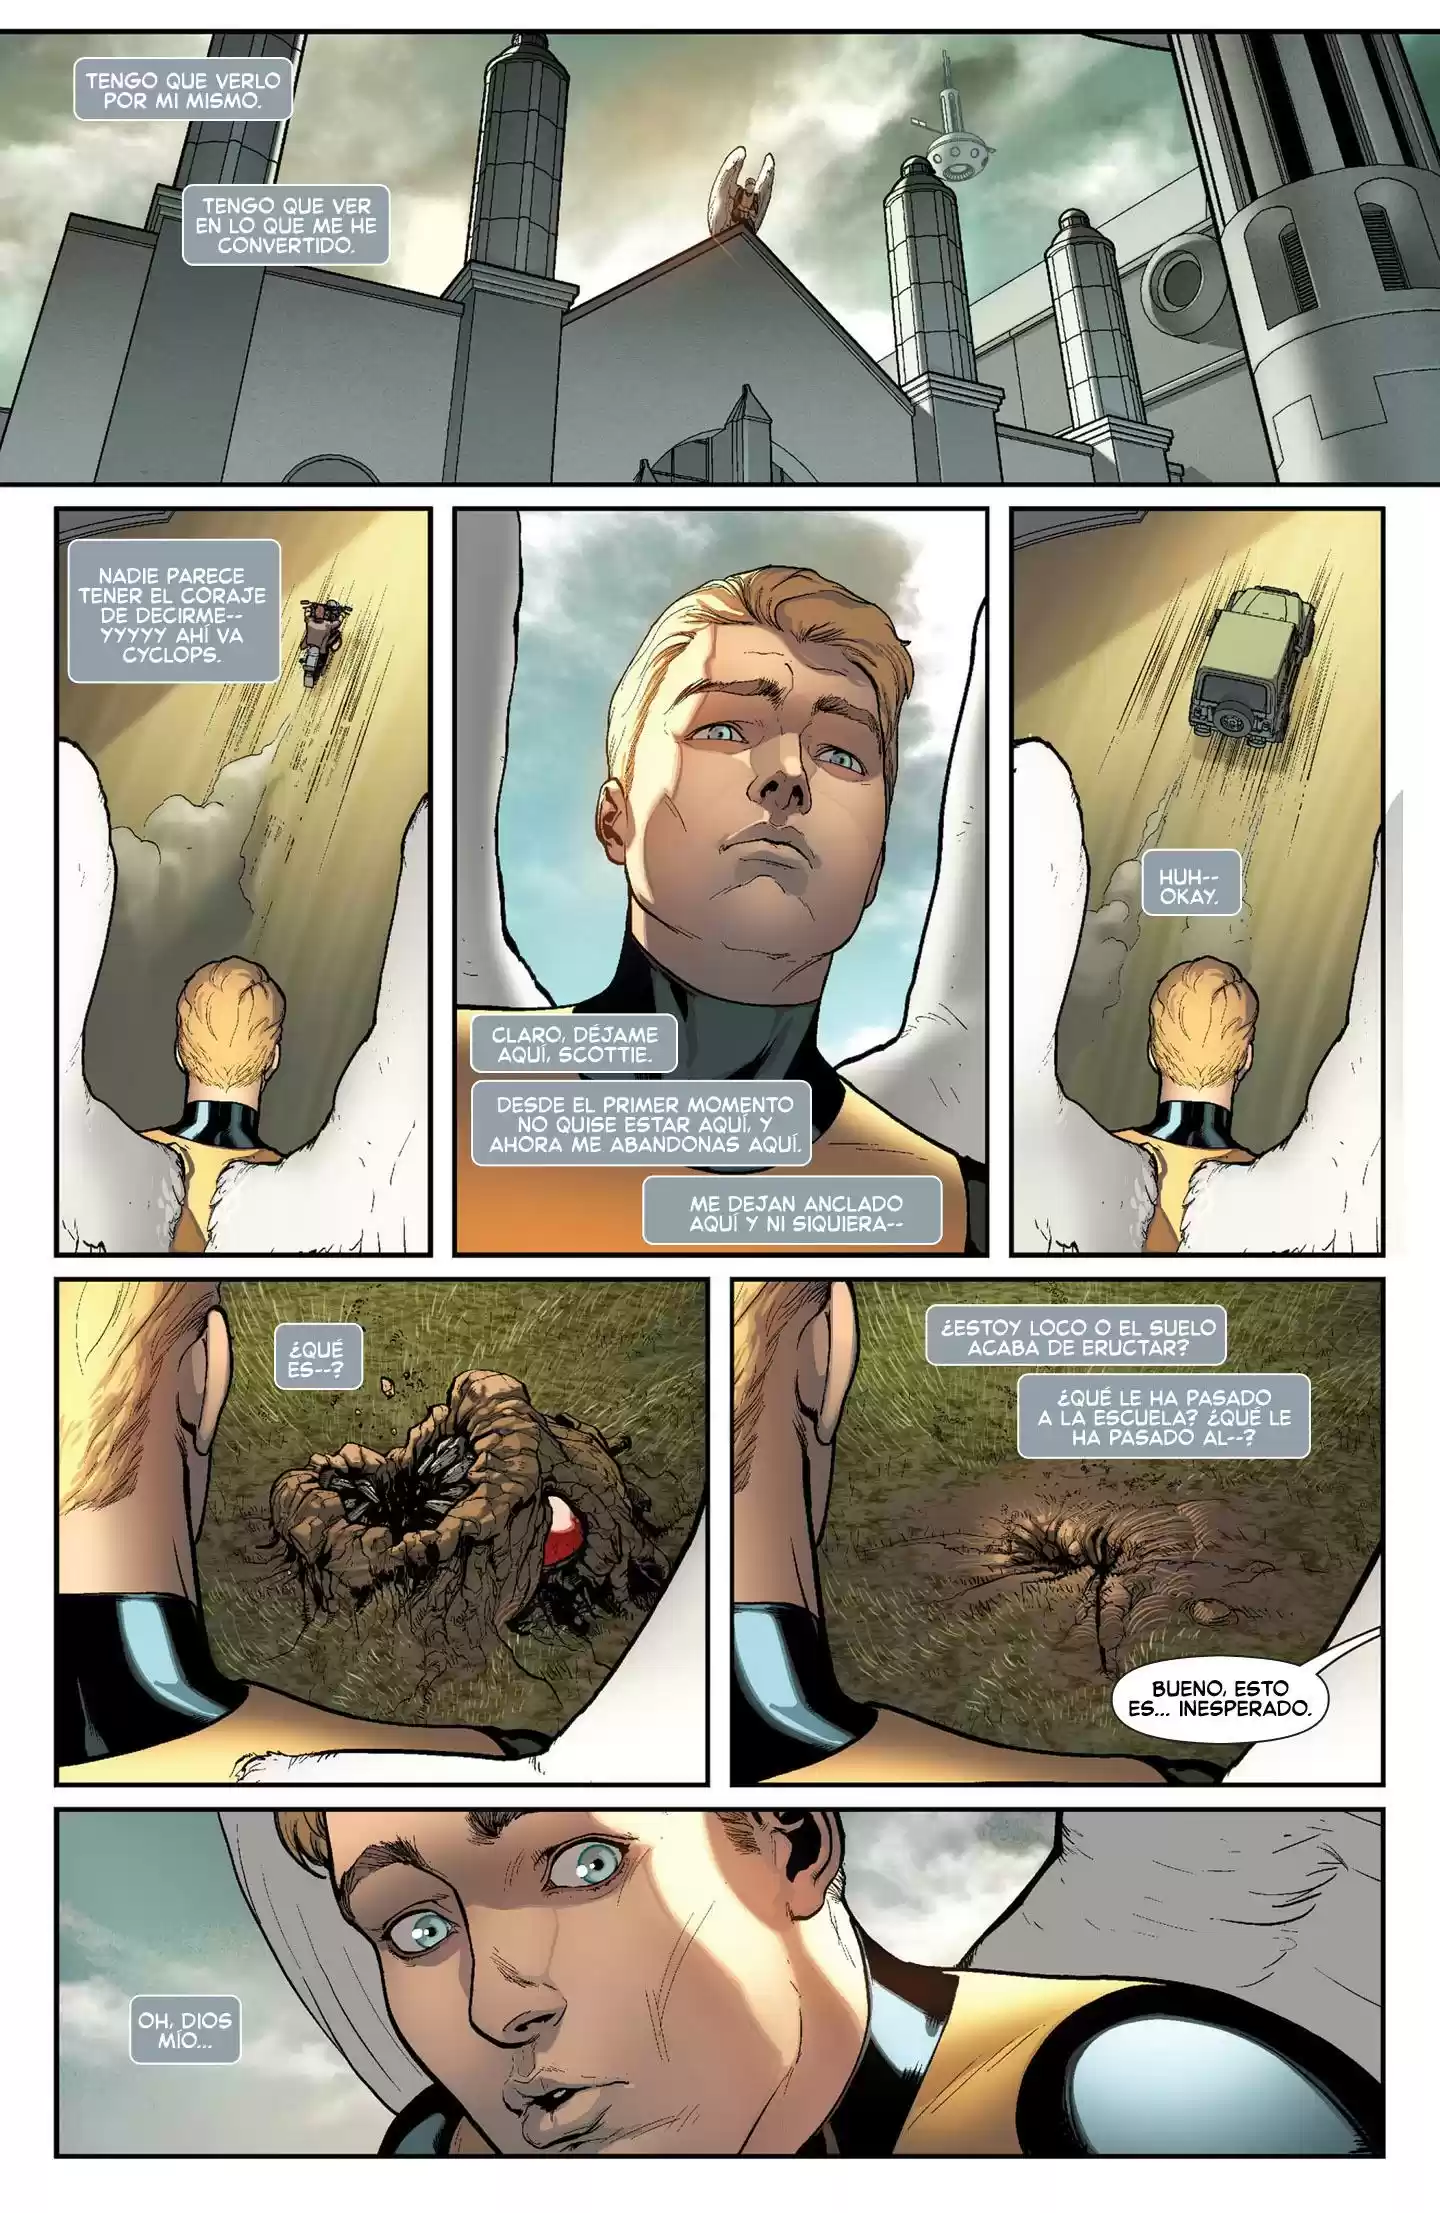 TENGO QUE VERLO
POR MI MISMO.
TENGO QUE VER
EN LO QUE ME HE
CONVERTIDO.
NADIE PARECE
TENER EL CORAJE
DE DECIRME--
YYYYY AHÍ VA
CYCLOPS.
CLARO, DÉJAME
AQUÍ, SCOTTIE.
DESDE EL PRIMER MOMENTO
NO QUISE ESTAR AQUÍ, Y
AHORA ME ABANDONAS AQUÍ.
ME DEJAN ANCLADO
AQUÍ Y NI SIQUIERA--
HUH--
OKAY.
¿QUÉ
ES--?
¿ESTOY LOCO O EL SUELO
ACABA DE ERUCTAR?
¿QUÉ LE HA PASADO
A LA ESCUELA? ¿QUÉ LE
HA PASADO AL--?
BUENO, ESTO
ES... INESPERADO.
OH, DIOS
MÍO...